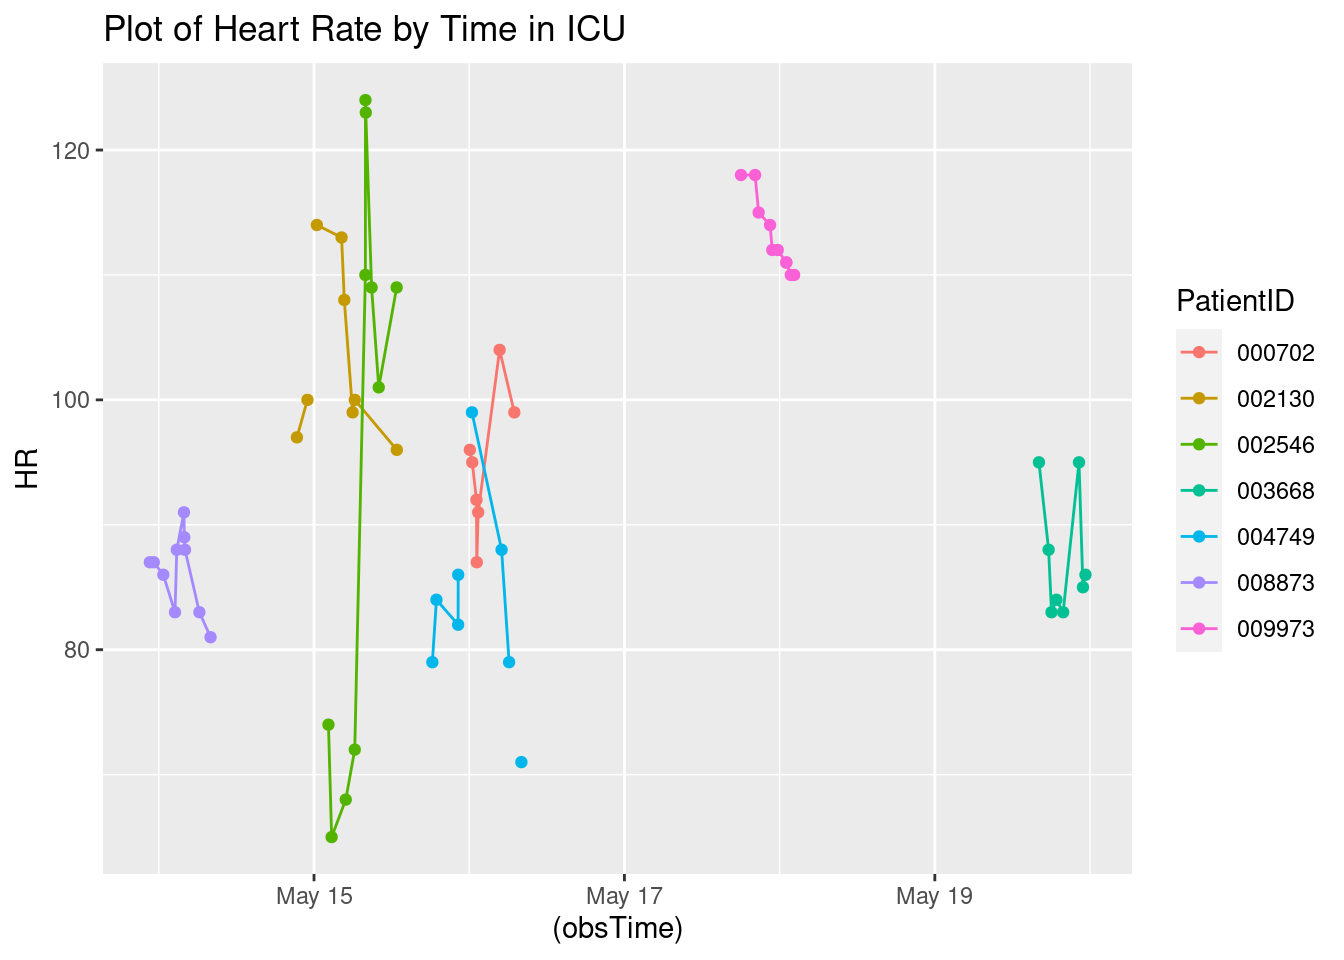 Plot of Heart Rate by Time in ICU
120
100
80
HR
May 15
May 17
May 19
(obsTime)
PatientID
000702
002130
002546
003668
004749
008873
009973